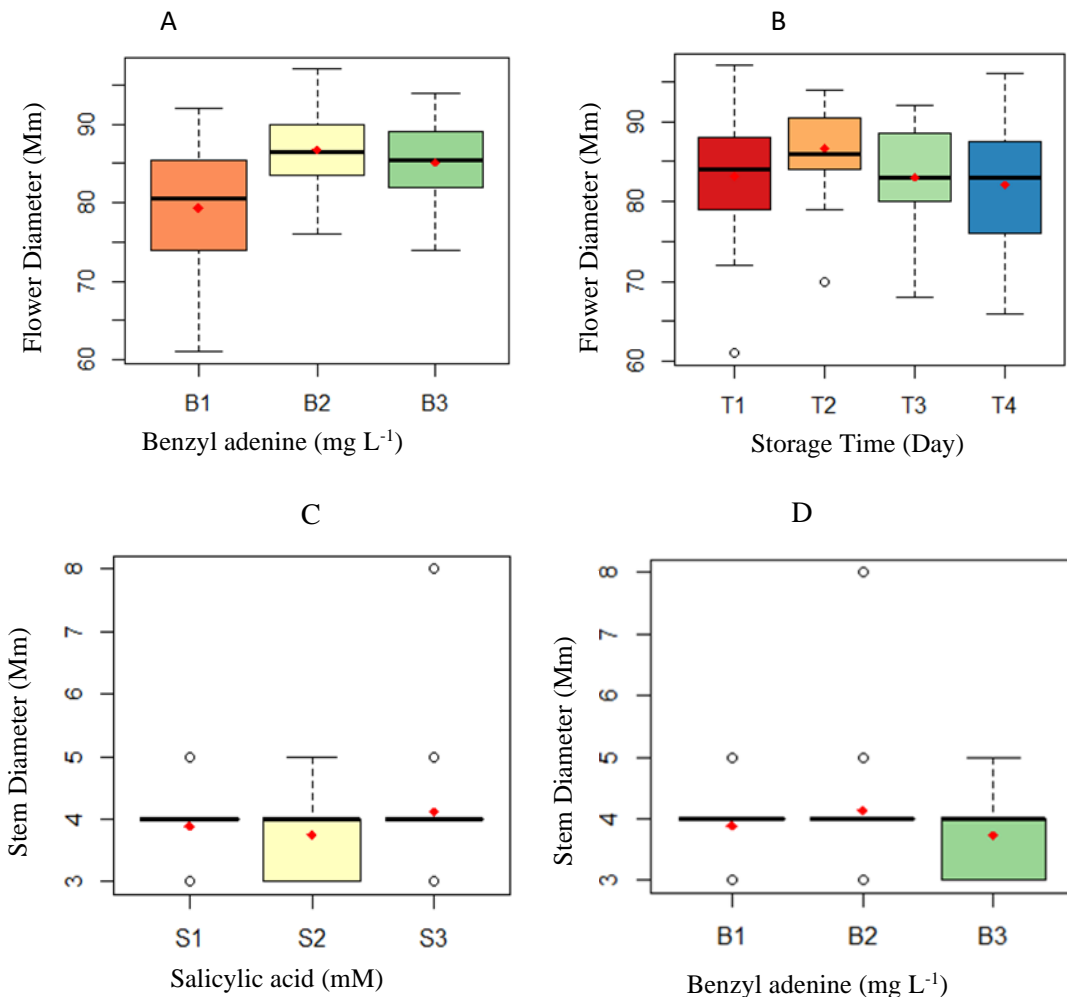 A
B
Flower Diameter (Mm)
60 70 80 90
B1 B2 B3
Benzyl adenine (mg L-1)
Flower Diameter (Mm)
60 70 80 90
T1 T2 T3 T4
Storage Time (Day)
C
D
Stem Diameter (Mm)
3 4 5 6 7 8
S1 S2 S3
Salicylic acid (mM)
Stem Diameter (Mm)
3 4 5 6 7 8
B1 B2 B3
Benzyl adenine (mg L-1)